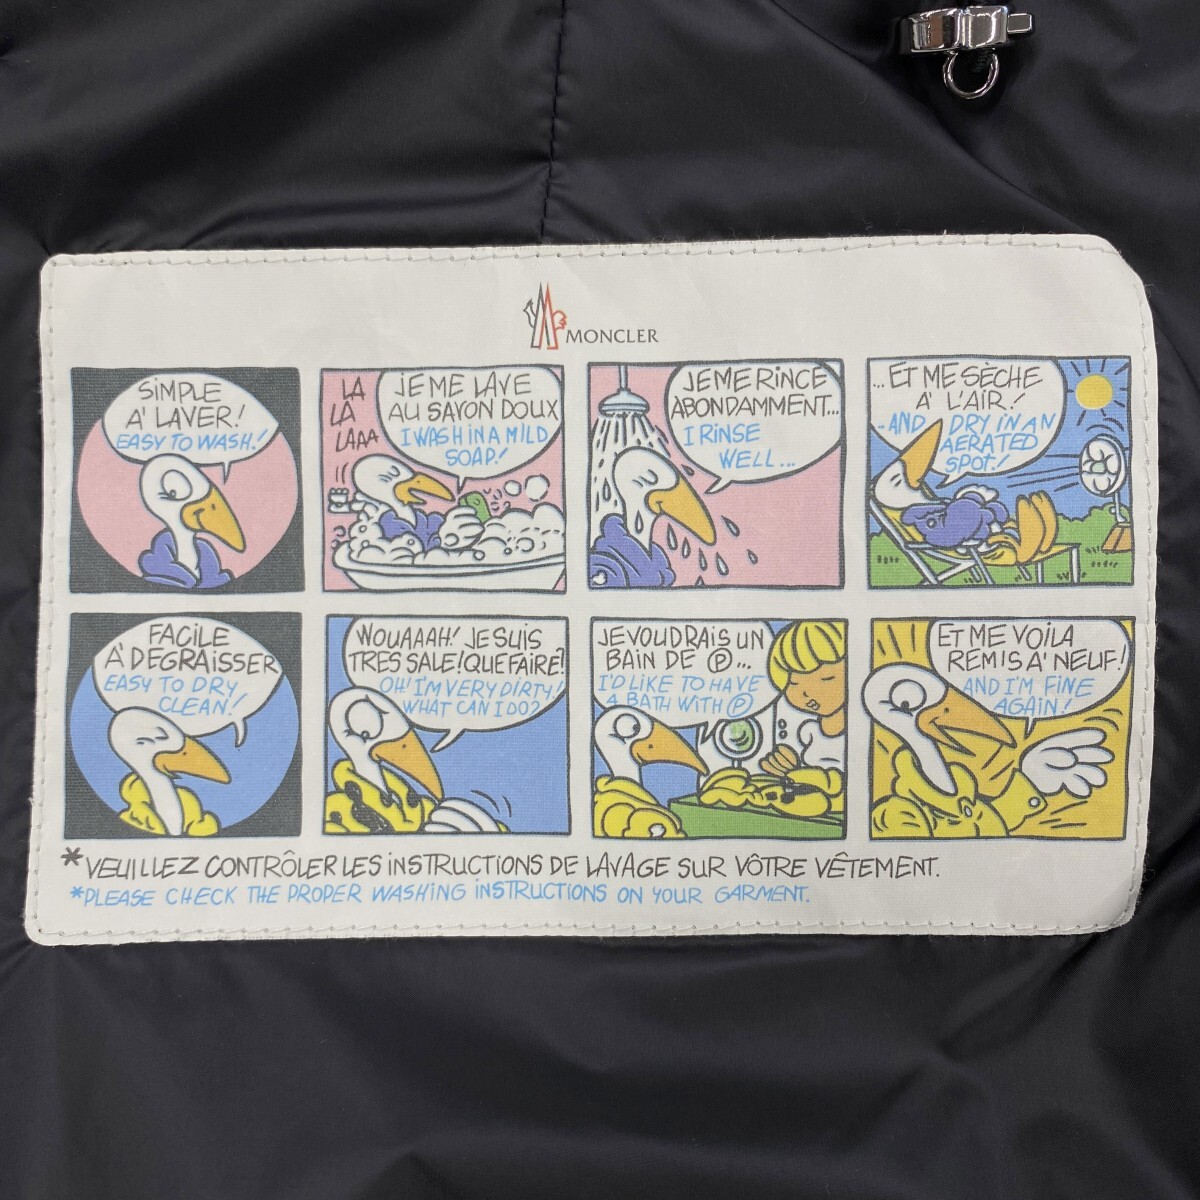 MONCLER
SIMPLE
A' LAVER!
EASY TO WASH!
LA
LA
LAAA
JE ME LAVE
AU SAVON DOUX
I WASH IN A MILD
SOAP!
JE ME RINCE
ABONDAMMENT...
I RINSE
WELL...
...ET ME SÈCHE
A' L'AIR!
..AND DRY IN AN
AERATED
SPOT!
FACILE
A' DEGRAISSER
EASY TO DRY
CLEAN!
WOUAAAH! JE SUIS
TRES SALE! QUE FAIRE?
OH! I'M VERY DIRTY!
WHAT CAN I DO?
JE VOUDRAIS UN
BAIN DE Ⓟ...
I'D LIKE TO HAVE
A BATH WITH Ⓟ
ET ME VOILA
REMIS A' NEUF!
AND I'M FINE
AGAIN!
*VEUILLEZ CONTRÔLER LES INSTRUCTIONS DE LAVAGE SUR VÔTRE VÊTEMENT.
*PLEASE CHECK THE PROPER WASHING INSTRUCTIONS ON YOUR GARMENT.